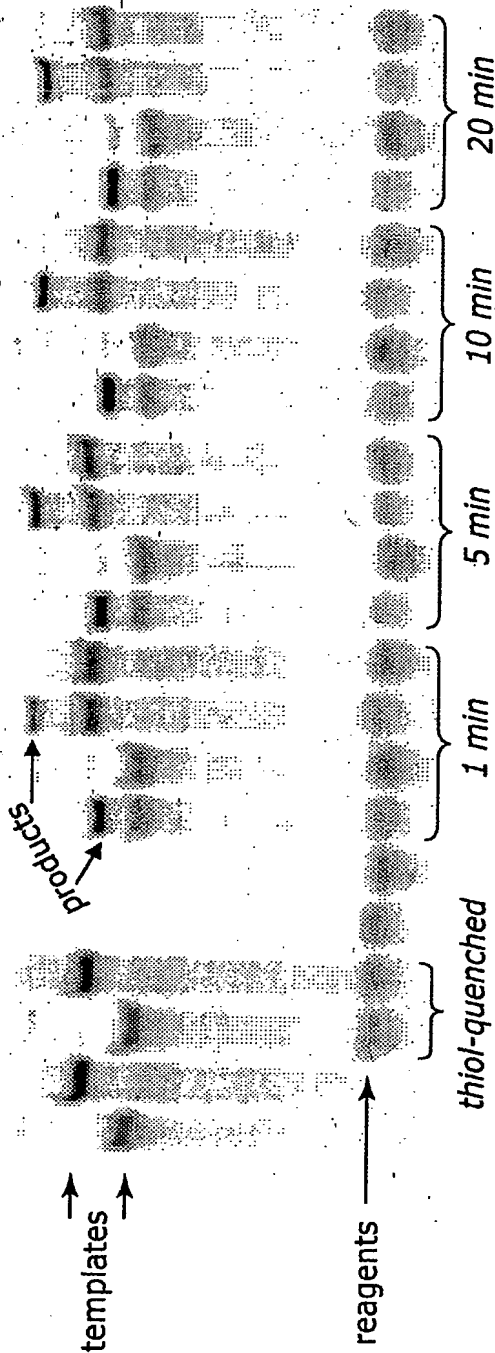 templates
products
reagents
thiol-quenched
1 min
5 min
10 min
20 min